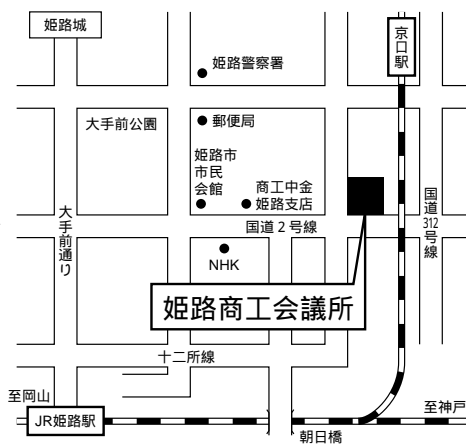 姫路城
京口駅
姫路警察署
大手前公園
郵便局
姫路市
市民
会館
商工中金
姫路支店
国道2号線
大手前通り
国道312号線
NHK
姫路商工会議所
十二所線
至岡山
JR姫路駅
至神戸
朝日橋